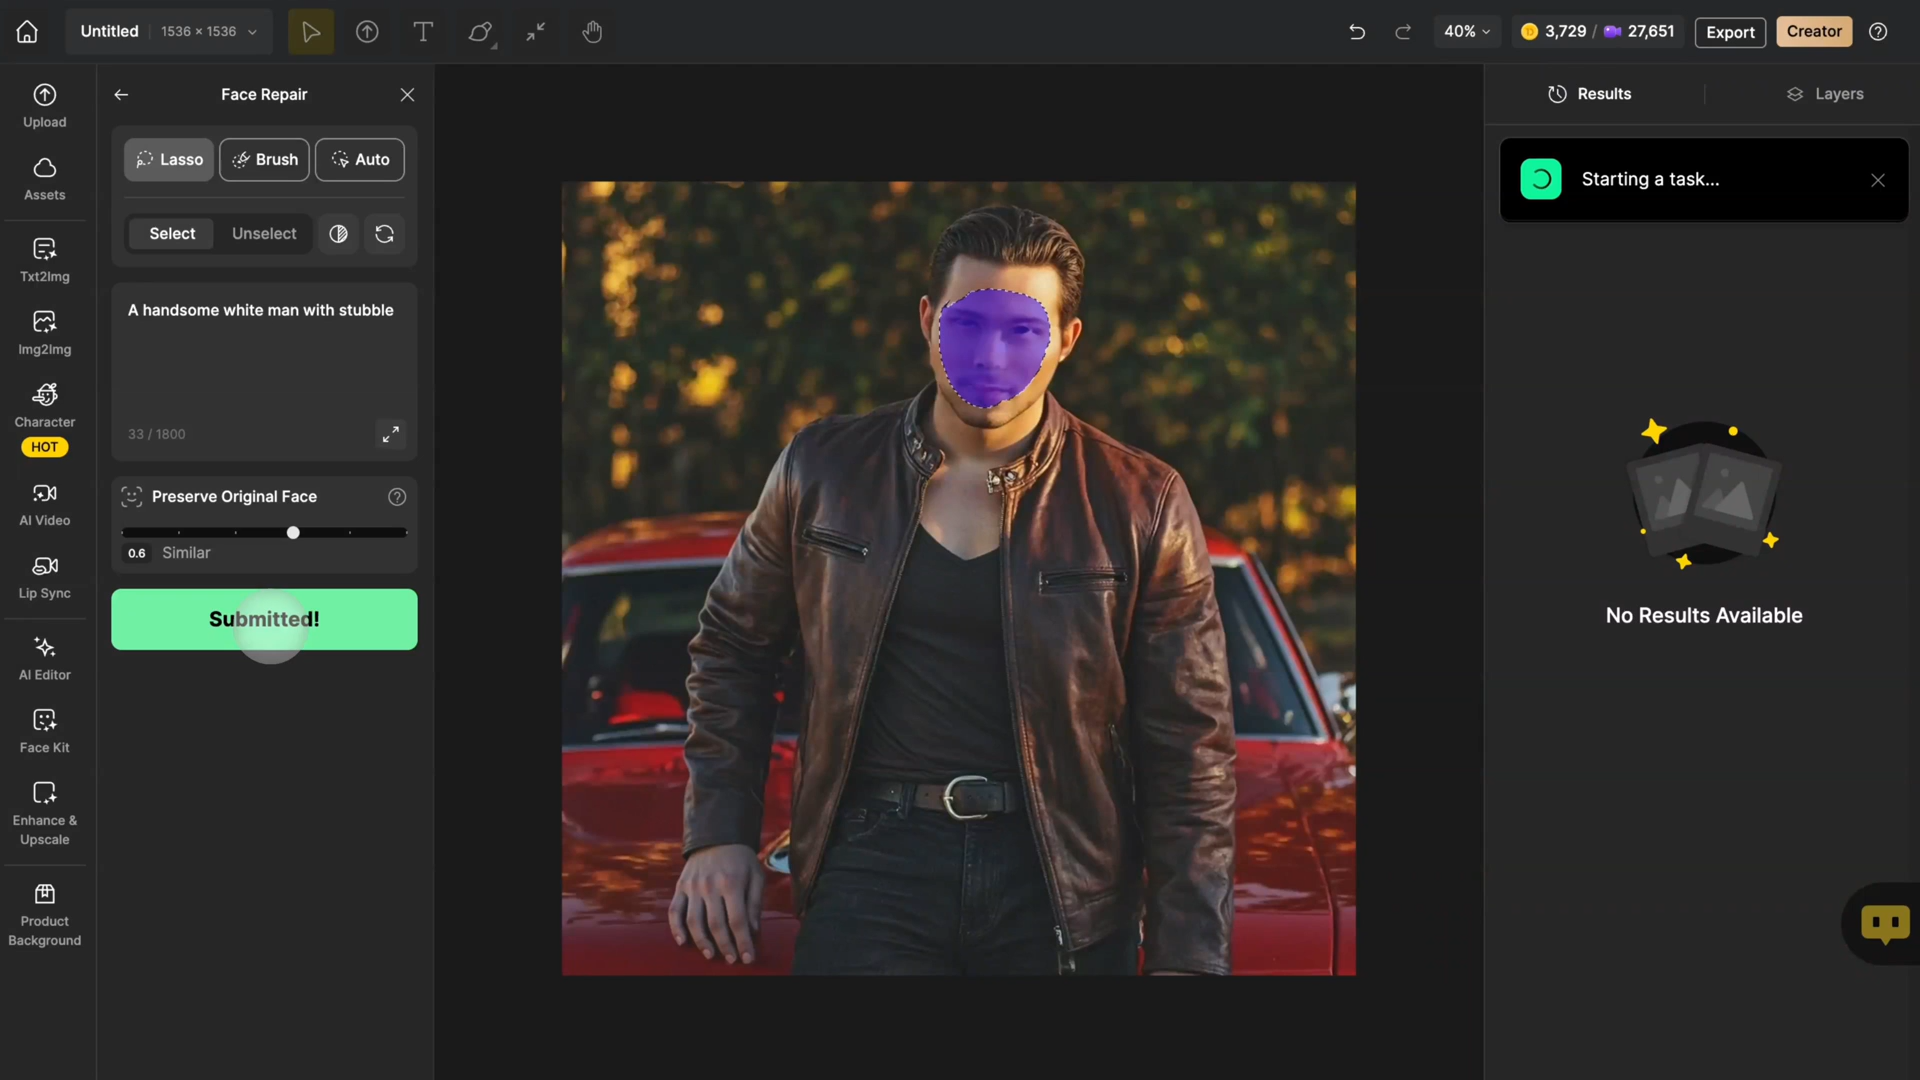 Untitled
1536 × 1536
40%
3,729 / 27,651
Export
Creator
Upload
Assets
Txt2Img
Img2Img
Character
HOT
AI Video
Lip Sync
AI Editor
Face Kit
Enhance &
Upscale
Product
Background
Face Repair
Lasso
Brush
Auto
Select
Unselect
A handsome white man with stubble
33 / 1800
Preserve Original Face
0.6
Similar
Submitted!
Results
Layers
Starting a task...
No Results Available